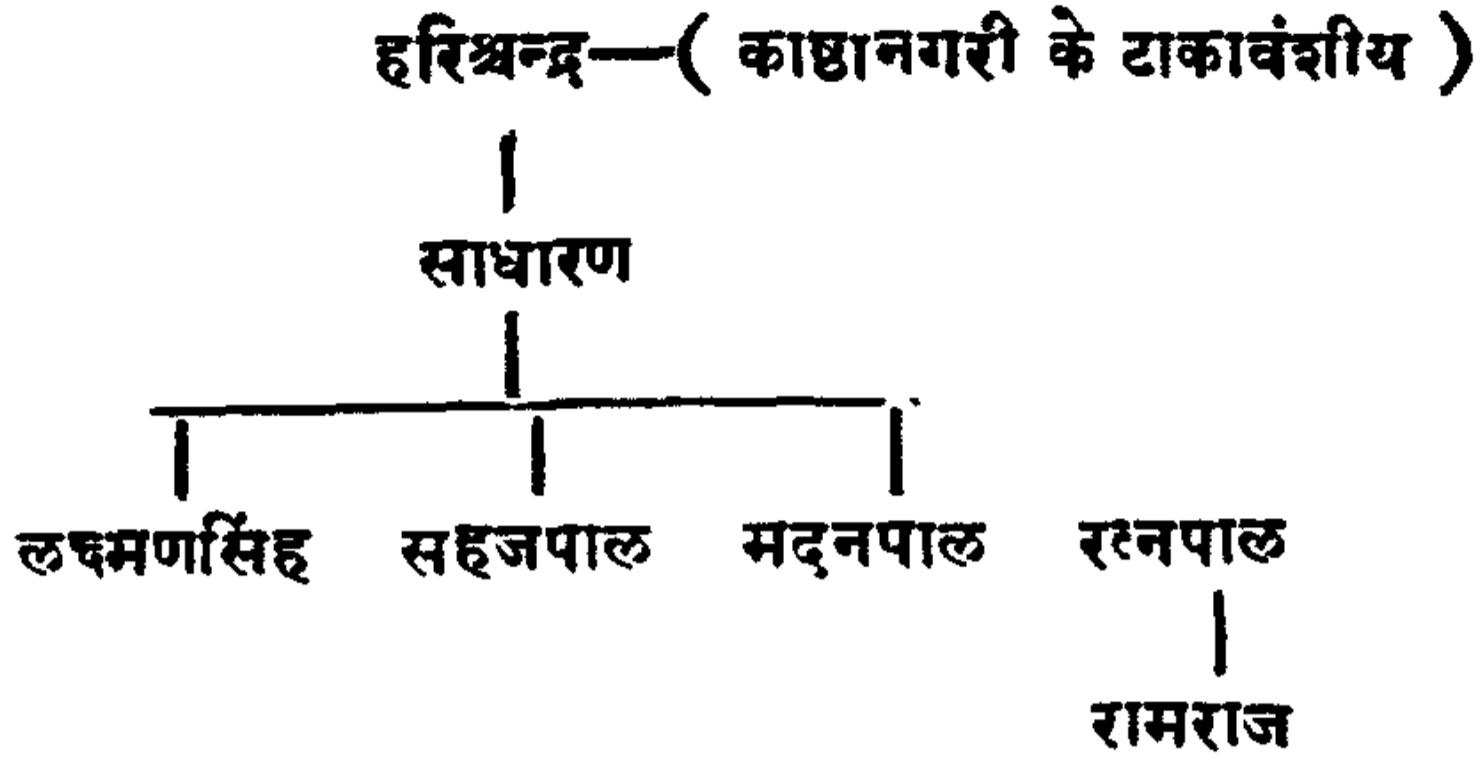 हरिश्चन्द्र—( काष्ठानगरी के टाकावंशीय )
साधारण
लक्ष्मणसिंह सहजपाल मदनपाल रत्नपाल
रामराज